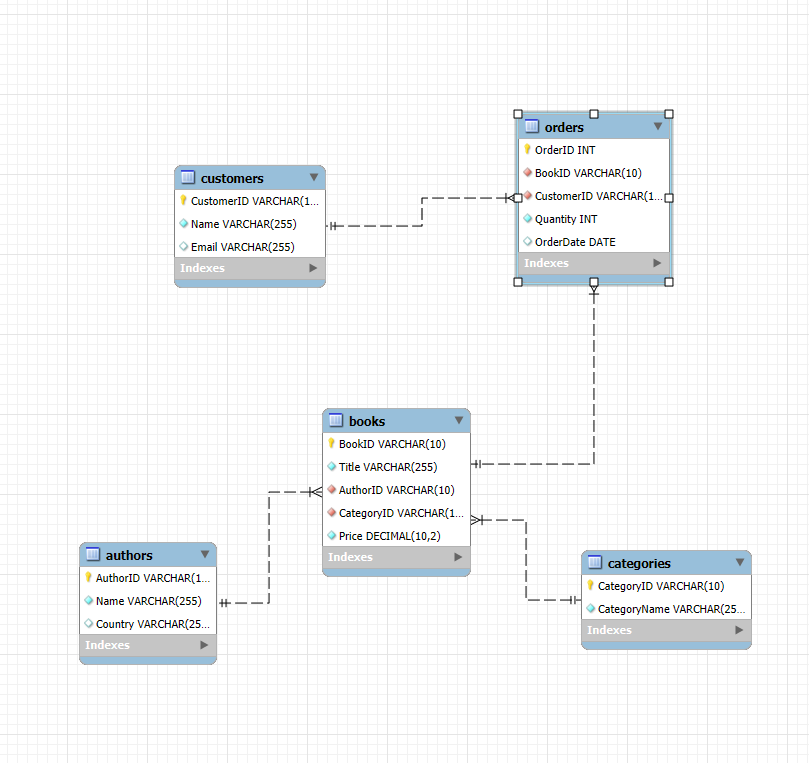 orders
OrderID INT
BookID VARCHAR(10)
CustomerID VARCHAR(1...
Quantity INT
OrderDate DATE
Indexes
customers
CustomerID VARCHAR(1...
Name VARCHAR(255)
Email VARCHAR(255)
Indexes
books
BookID VARCHAR(10)
Title VARCHAR(255)
AuthorID VARCHAR(10)
CategoryID VARCHAR(1...
Price DECIMAL(10,2)
Indexes
authors
AuthorID VARCHAR(1...
Name VARCHAR(255)
Country VARCHAR(25...
Indexes
categories
CategoryID VARCHAR(10)
CategoryName VARCHAR(25...
Indexes